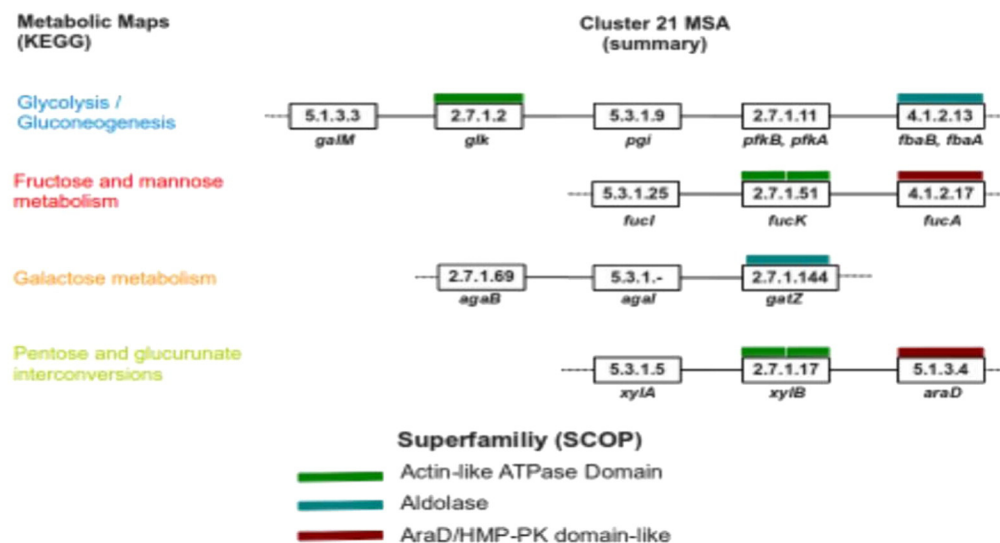 Metabolic Maps
(KEGG)
Cluster 21 MSA
(summary)
Glycolysis /
Gluconeogenesis
5.1.3.3
2.7.1.2
5.3.1.9
2.7.1.11
4.1.2.13
galM
glk
pgi
pfkB, pfkA
fbaB, fbaA
Fructose and mannose
metabolism
5.3.1.25
2.7.1.51
4.1.2.17
fucI
fucK
fucA
Galactose metabolism
2.7.1.69
5.3.1.-
2.7.1.144
agaB
agaI
gatZ
Pentose and glucurunate
interconversions
5.3.1.5
2.7.1.17
5.1.3.4
xylA
xylB
araD
Superfamiliy (SCOP)
Actin-like ATPase Domain
Aldolase
AraD/HMP-PK domain-like